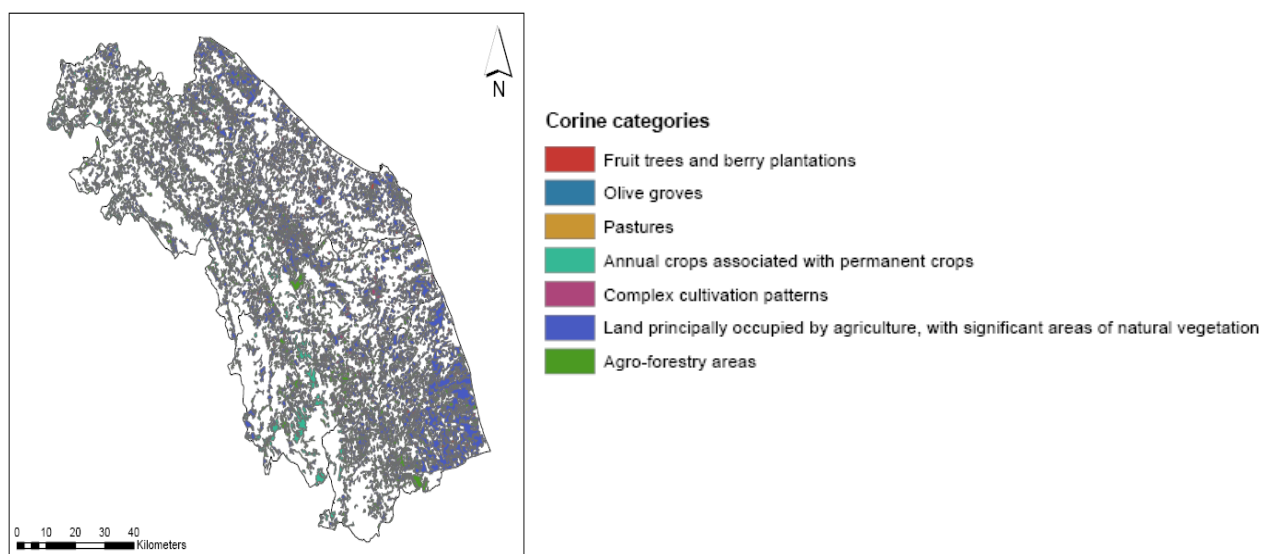 N
0 10 20 30 40
Kilometers
Corine categories
Fruit trees and berry plantations
Olive groves
Pastures
Annual crops associated with permanent crops
Complex cultivation patterns
Land principally occupied by agriculture, with significant areas of natural vegetation
Agro-forestry areas